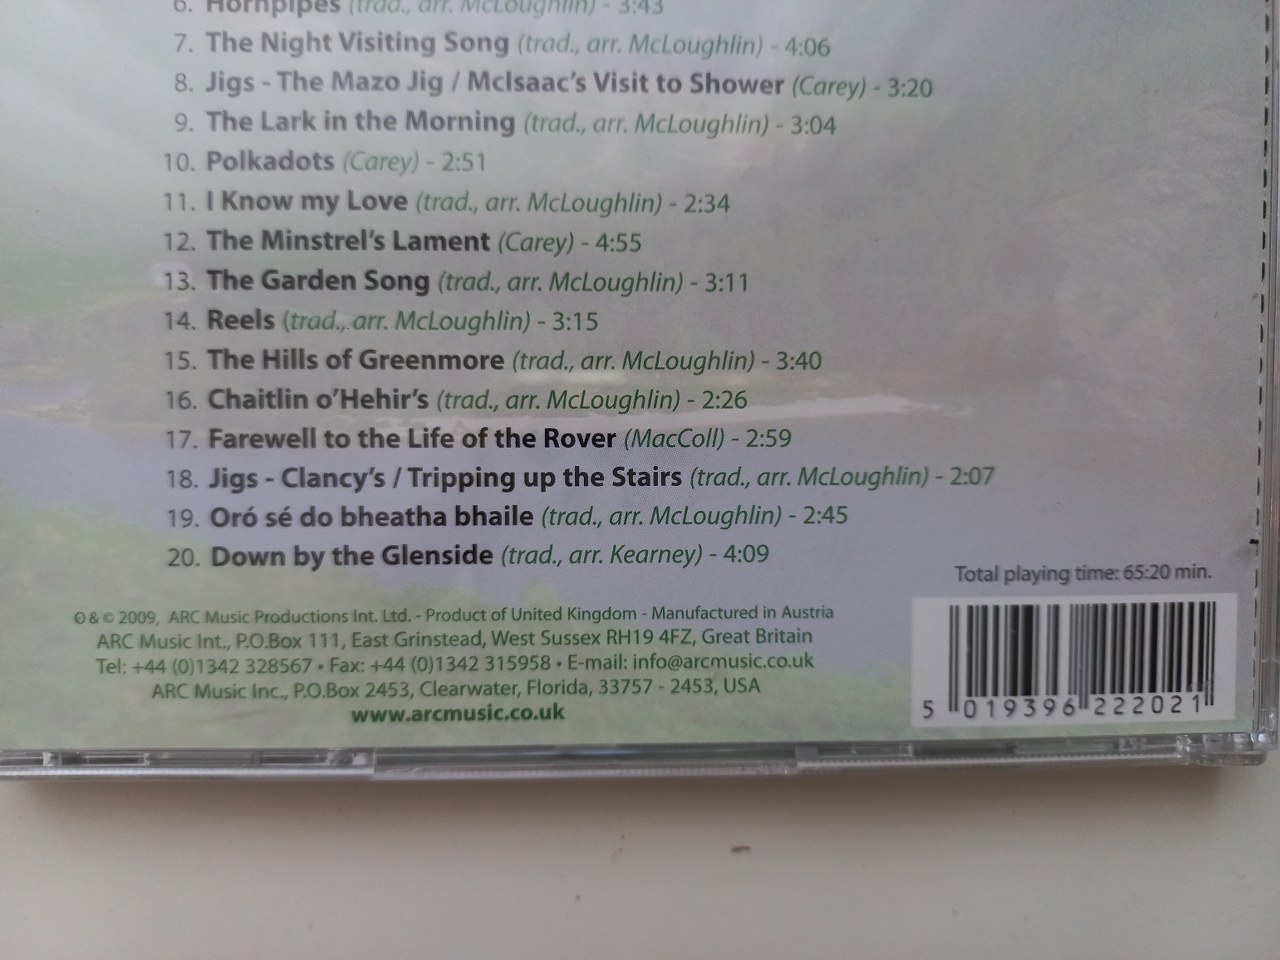 6. Hornpipes (trad., arr. McLoughlin) - 3:43
7. The Night Visiting Song (trad., arr. McLoughlin) - 4:06
8. Jigs - The Mazo Jig / McIsaac's Visit to Shower (Carey) - 3:20
9. The Lark in the Morning (trad., arr. McLoughlin) - 3:04
10. Polkadots (Carey) - 2:51
11. I Know my Love (trad., arr. McLoughlin) - 2:34
12. The Minstrel's Lament (Carey) - 4:55
13. The Garden Song (trad., arr. McLoughlin) - 3:11
14. Reels (trad., arr. McLoughlin) - 3:15
15. The Hills of Greenmore (trad., arr. McLoughlin) - 3:40
16. Chaitlin o'Hehir's (trad., arr. McLoughlin) - 2:26
17. Farewell to the Life of the Rover (MacColl) - 2:59
18. Jigs - Clancy's / Tripping up the Stairs (trad., arr. McLoughlin) - 2:07
19. Oró sé do bheatha bhaile (trad., arr. McLoughlin) - 2:45
20. Down by the Glenside (trad., arr. Kearney) - 4:09
Total playing time: 65:20 min.
℗ & © 2009, ARC Music Productions Int. Ltd. - Product of United Kingdom - Manufactured in Austria
ARC Music Int., P.O.Box 111, East Grinstead, West Sussex RH19 4FZ, Great Britain
Tel: +44 (0)1342 328567 • Fax: +44 (0)1342 315958 • E-mail: info@arcmusic.co.uk
ARC Music Inc., P.O.Box 2453, Clearwater, Florida, 33757 - 2453, USA
www.arcmusic.co.uk
5 019396 222021